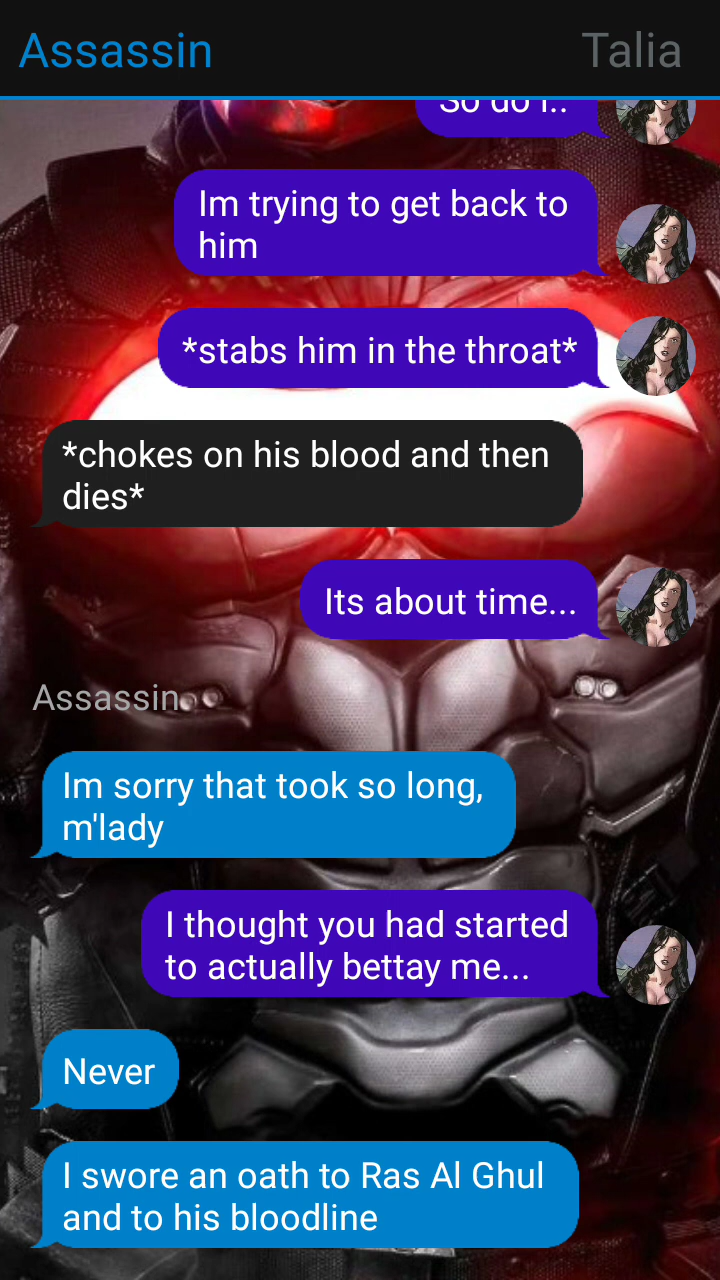 Assassin
Talia
So do I..
Im trying to get back to
him
*stabs him in the throat*
*chokes on his blood and then
dies*
Its about time...
Assassin
Im sorry that took so long,
m'lady
I thought you had started
to actually bettay me...
Never
I swore an oath to Ras Al Ghul
and to his bloodline